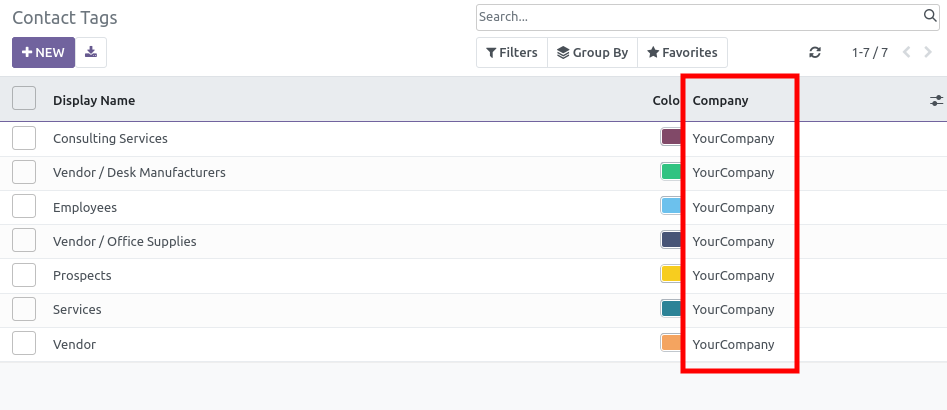 Contact Tags
Search...
NEW
Filters Group By Favorites 1-7 / 7
Display Name Colo Company
Consulting Services YourCompany
Vendor / Desk Manufacturers YourCompany
Employees YourCompany
Vendor / Office Supplies YourCompany
Prospects YourCompany
Services YourCompany
Vendor YourCompany